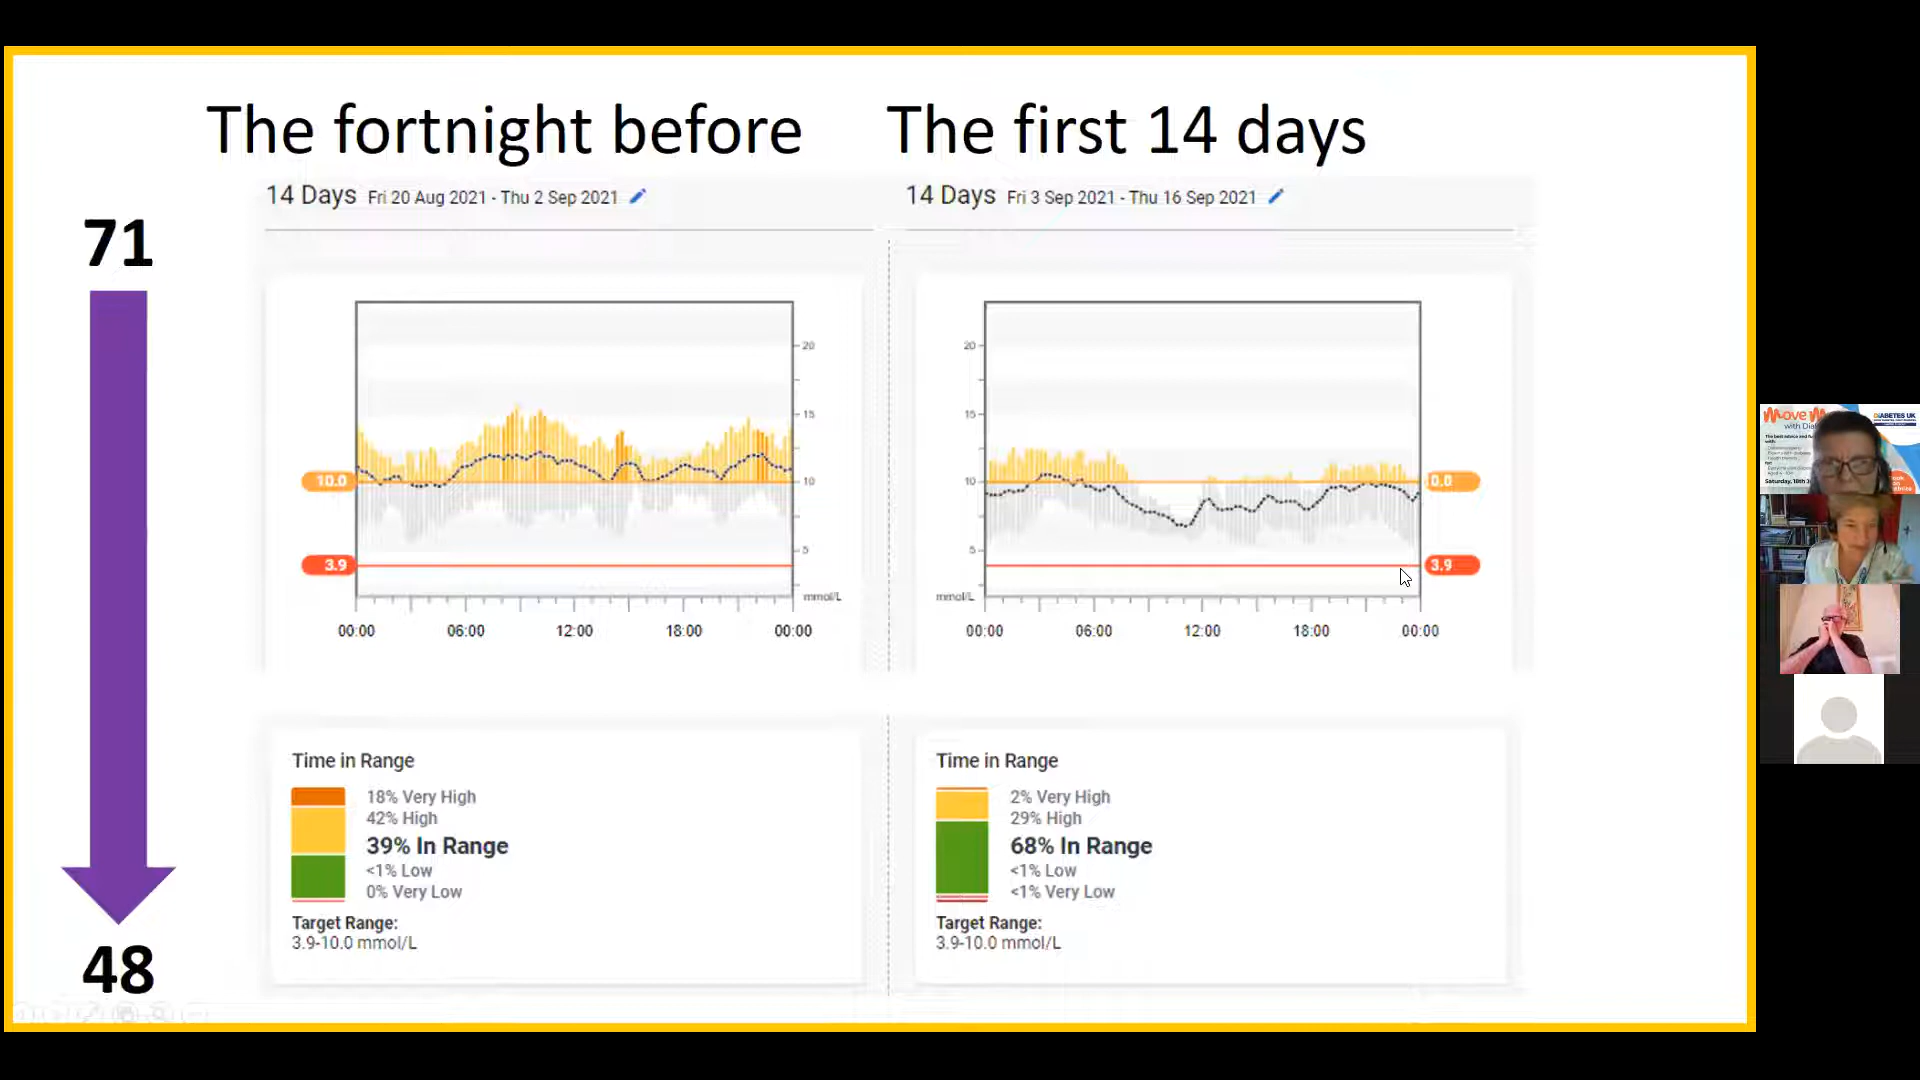 The fortnight before
The first 14 days
14 Days Fri 20 Aug 2021 - Thu 2 Sep 2021
14 Days Fri 3 Sep 2021 - Thu 16 Sep 2021
71
48
20
15
10
5
10.0
3.9
mmol/L
00:00 06:00 12:00 18:00 00:00
20
15
10
5
0.0
3.9
mmol/L
00:00 06:00 12:00 18:00 00:00
Time in Range
18% Very High
42% High
39% In Range
<1% Low
0% Very Low
Target Range:
3.9-10.0 mmol/L
Time in Range
2% Very High
29% High
68% In Range
<1% Low
<1% Very Low
Target Range:
3.9-10.0 mmol/L
DIABETES UK